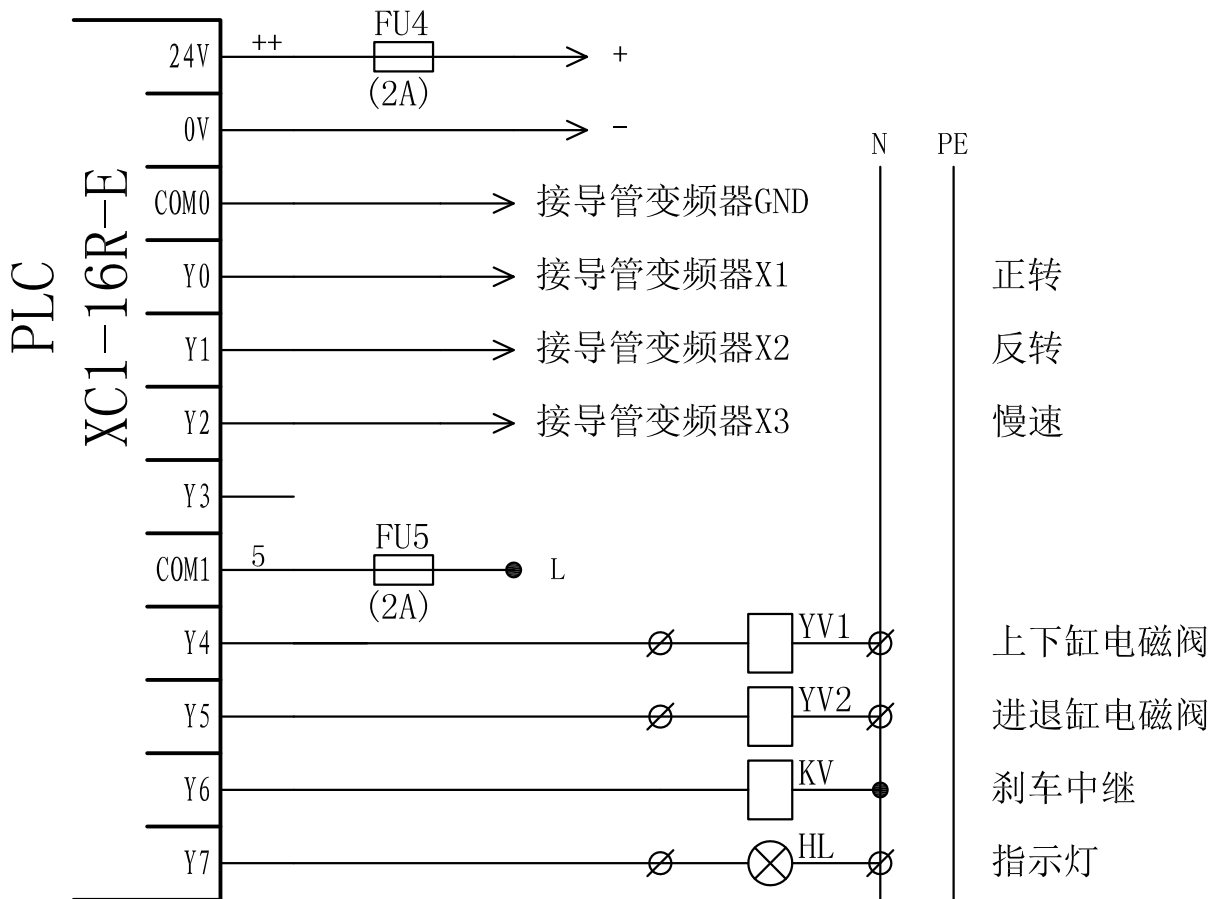 PLC
XC1-16R-E
24V ++ FU4 (2A) +
0V -
N PE
COM0 接导管变频器GND
Y0 接导管变频器X1 正转
Y1 接导管变频器X2 反转
Y2 接导管变频器X3 慢速
Y3
COM1 5 FU5 (2A) L
Y4 YV1 上下缸电磁阀
Y5 YV2 进退缸电磁阀
Y6 KV 刹车中继
Y7 HL 指示灯